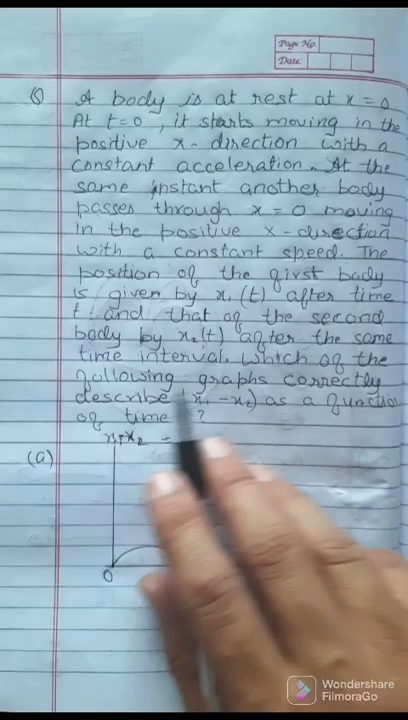 Page No.
Date:
Q) A body is at rest at x = 0.
At t=0, it starts moving in the
positive x- direction with a
constant acceleration. At the
same instant another body
passes through x = 0 moving
in the positive x- direction
with a constant speed. The
position of the first body
is given by x₁(t) after time
t. and that of the second
body by x₂(t) after the same
time interval. which of the
following graphs correctly
describe (x₁ - x₂) as a function
of time ?
(a)
O
Wondershare
FilmoraGo